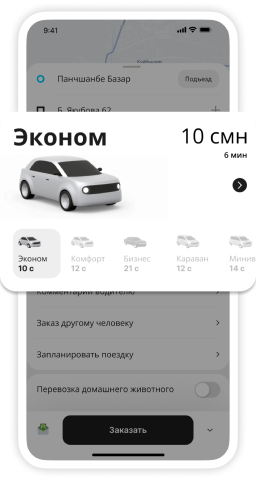 9:41
Панчшанбе Базар
Подъезд
Б. Якубова 62
Эконом
10 смн
6 мин
Эконом
10 с
Комфорт
12 с
Бизнес
21 с
Караван
12 с
Минив
14 с
Комментарий водителю
Заказ другому человеку
Запланировать поездку
Перевозка домашнего животного
Заказать